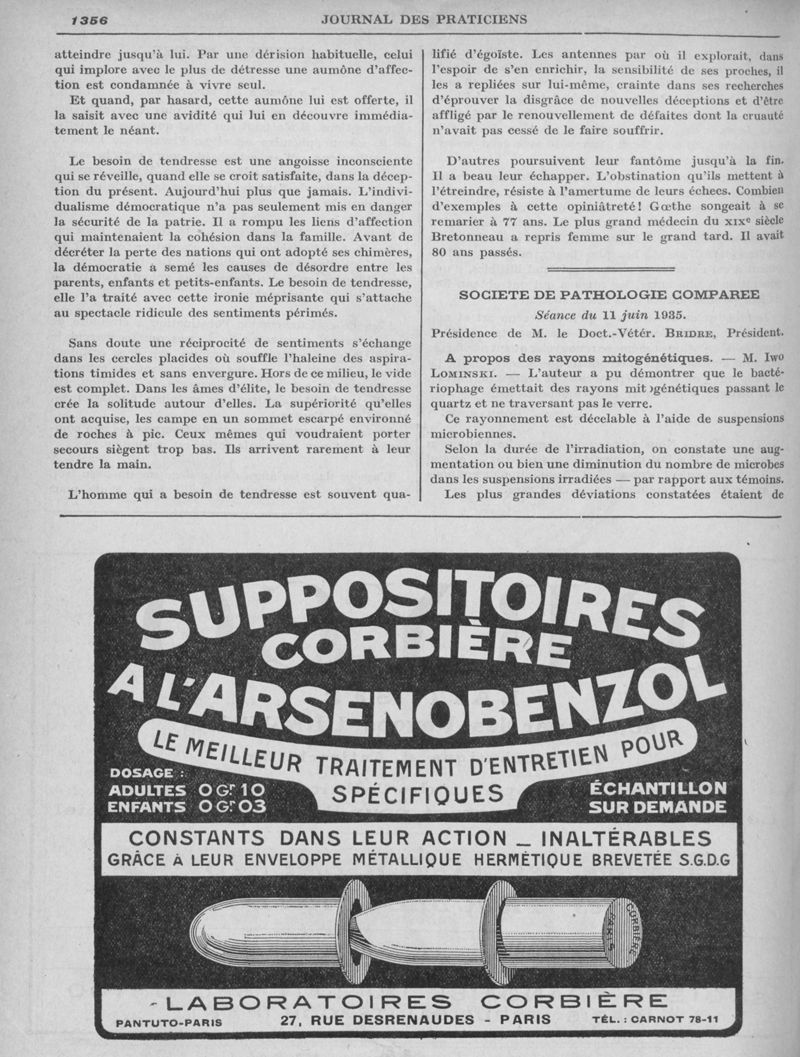 1356
JOURNAL DES PRATICIENS
atteindre jusqu'à lui. Par une dérision habituelle, celui
qui implore avec le plus de détresse une aumône d'affec-
tion est condamnée à vivre seul.
Et quand, par hasard, cette aumône lui est offerte, il
la saisit avec une avidité qui lui en découvre immédia-
tement le néant.
Le besoin de tendresse est une angoisse inconsciente
qui se réveille, quand elle se croit satisfaite, dans la décep-
tion du présent. Aujourd'hui plus que jamais. L'indivi-
dualisme démocratique n'a pas seulement mis en danger
la sécurité de la patrie. Il a rompu les liens d'affection
qui maintenaient la cohésion dans la famille. Avant de
décréter la perte des nations qui ont adopté ses chimères,
la démocratie a semé les causes de désordre entre les
parents, enfants et petits-enfants. Le besoin de tendresse,
elle l'a traité avec cette ironie méprisante qui s'attache
au spectacle ridicule des sentiments périmés.
Sans doute une réciprocité de sentiments s'échange
dans les cercles placides où souffle l'haleine des aspira-
tions timides et sans envergure. Hors de ce milieu, le vide
est complet. Dans les âmes d'élite, le besoin de tendresse
crée la solitude autour d'elles. La supériorité qu'elles
ont acquise, les campe en un sommet escarpé environné
de roches à pic. Ceux mêmes qui voudraient porter
secours siègent trop bas. Ils arrivent rarement à leur
tendre la main.
L'homme qui a besoin de tendresse est souvent qua-
lifié d'égoïste. Les antennes par où il explorait, dans
l'espoir de s'en enrichir, la sensibilité de ses proches, il
les a repliées sur lui-même, crainte dans ses recherches
d'éprouver la disgrâce de nouvelles déceptions et d'être
affligé par le renouvellement de défaites dont la cruauté
n'avait pas cessé de le faire souffrir.
D'autres poursuivent leur fantôme jusqu'à la fin.
Il a beau leur échapper. L'obstination qu'ils mettent à
l'étreindre, résiste à l'amertume de leurs échecs. Combien
d'exemples à cette opiniâtreté! Gœthe songeait à se
remarier à 77 ans. Le plus grand médecin du XIXe siècle
Bretonneau a repris femme sur le grand tard. Il avait
80 ans passés.
SOCIETE DE PATHOLOGIE COMPAREE
Séance du 11 juin 1935.
Présidence de M. le Doct.-Vétér. BRIDRE, Président.
A propos des rayons mitogénétiques. — M. Iwo
LOMINSKI. — L'auteur a pu démontrer que le bacté-
riophage émettait des rayons mitogénétiques passant le
quartz et ne traversant pas le verre.
Ce rayonnement est décelable à l'aide de suspensions
microbiennes.
Selon la durée de l'irradiation, on constate une aug-
mentation ou bien une diminution du nombre de microbes
dans les suspensions irradiées — par rapport aux témoins.
Les plus grandes déviations constatées étaient de
SUPPOSITOIRES
CORBIÈRE
A L'ARSENOBENZOL
LE MEILLEUR TRAITEMENT D'ENTRETIEN POUR
SPÉCIFIQUES
DOSAGE :
ADULTES 0 Gr 10
ENFANTS 0 Gr 03
ÉCHANTILLON
SUR DEMANDE
CONSTANTS DANS LEUR ACTION _ INALTÉRABLES
GRÂCE À LEUR ENVELOPPE MÉTALLIQUE HERMÉTIQUE BREVETÉE S.G.D.G
CORBIÈRE
PARIS
- LABORATOIRES CORBIÈRE
PANTUTO-PARIS
27, RUE DESRENAUDES - PARIS
TÉL. : CARNOT 78-11